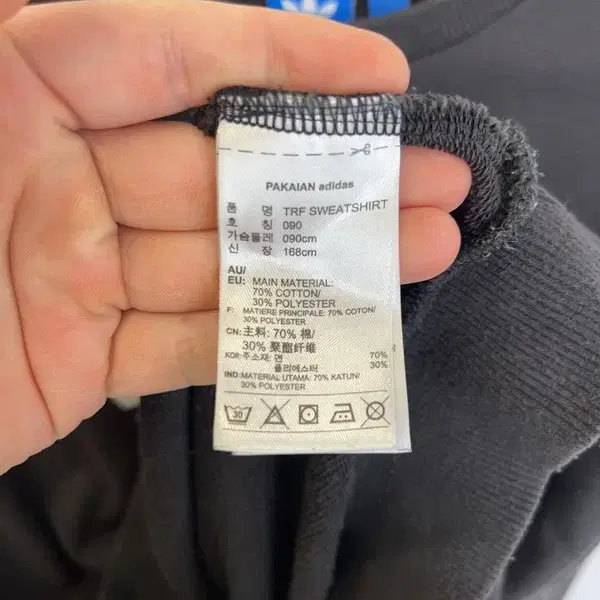 PAKAIAN adidas
품 명 TRF SWEATSHIRT
호 칭 090
가슴둘레 090cm
신 장 168cm
AU/
EU: MAIN MATERIAL:
70% COTTON/
30% POLYESTER
F: MATIERE PRINCIPALE: 70% COTON/
30% POLYESTER
CN: 主料: 70% 棉/
30% 聚酯纤维
KOR: 주소재: 면 70%
폴리에스터 30%
IND: MATERIAL UTAMA: 70% KATUN/
30% POLYESTER
30